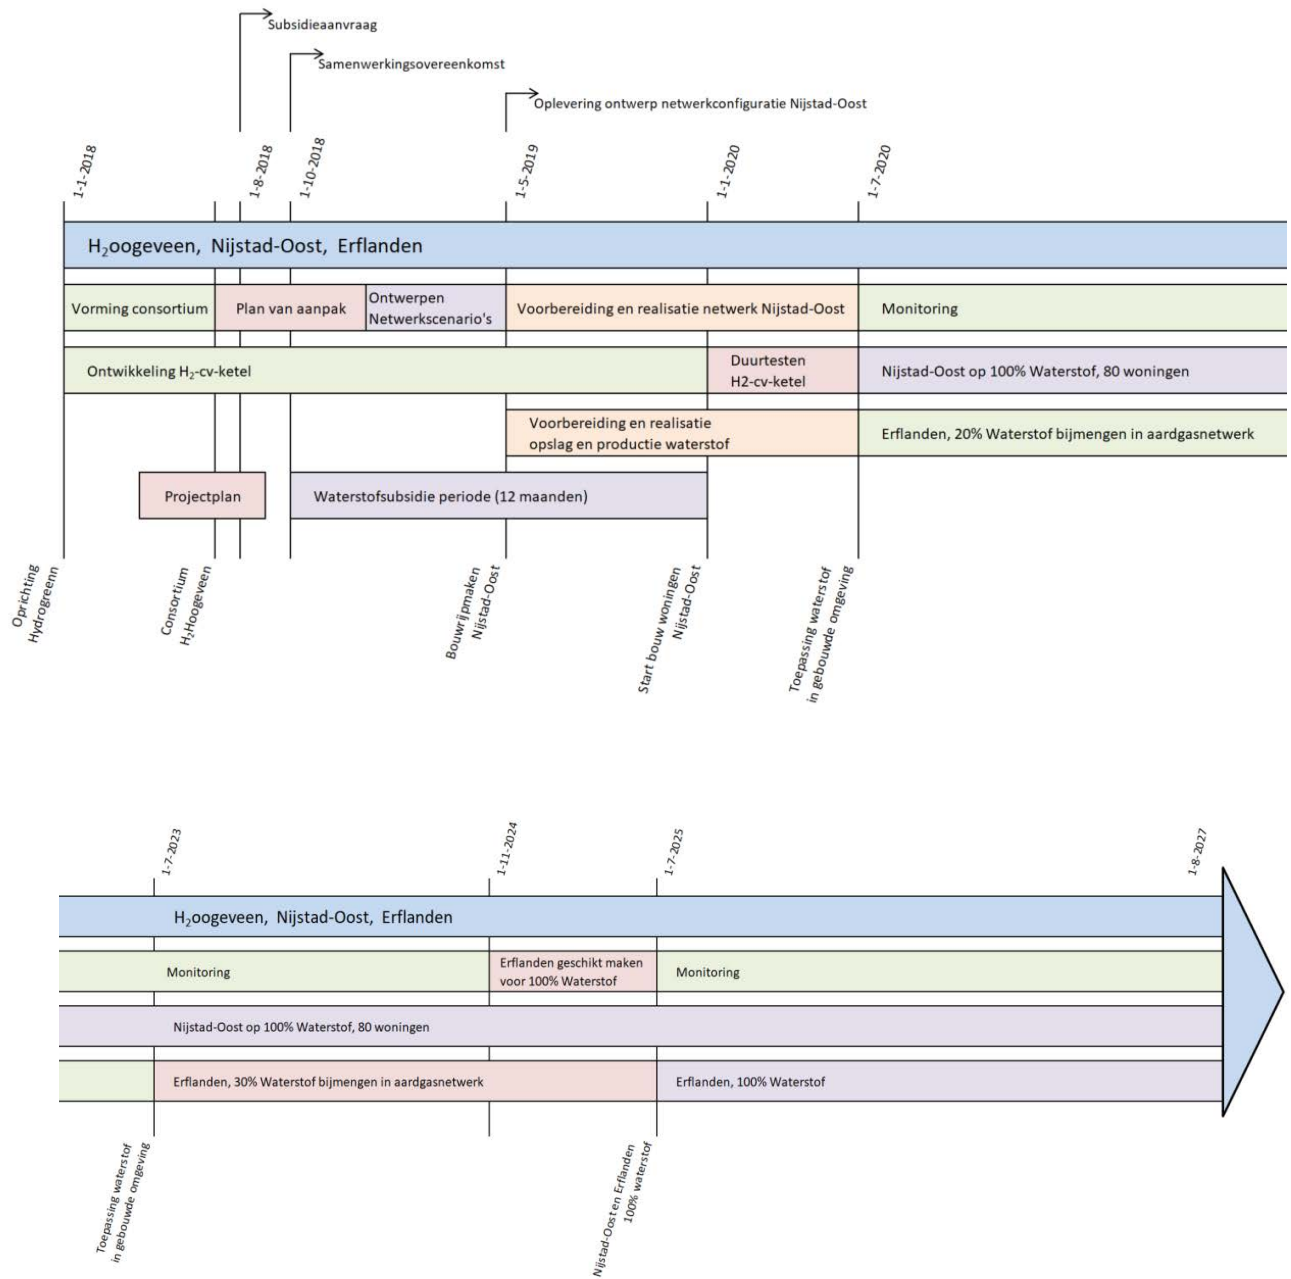 Subsidieaanvraag
Samenwerkingsovereenkomst
Oplevering ontwerp netwerkconfiguratie Nijstad-Oost
1-1-2018
1-8-2018
1-10-2018
1-5-2019
1-1-2020
1-7-2020
H₂oogeveen, Nijstad-Oost, Erflanden
Vorming consortium
Plan van aanpak
Ontwerpen
Netwerkscenario's
Voorbereiding en realisatie netwerk Nijstad-Oost
Monitoring
Ontwikkeling H₂-cv-ketel
Duurtesten
H2-cv-ketel
Nijstad-Oost op 100% Waterstof, 80 woningen
Voorbereiding en realisatie
opslag en productie waterstof
Erflanden, 20% Waterstof bijmengen in aardgasnetwerk
Projectplan
Waterstofsubsidie periode (12 maanden)
Oprichting
Hydrogreenn
Consortium
H₂Hoogeveen
Bouwrijpmaken
Nijstad-Oost
Start bouw woningen
Nijstad-Oost
Toepassing waterstof
in gebouwde omgeving
1-7-2023
1-11-2024
1-7-2025
1-8-2027
H₂oogeveen, Nijstad-Oost, Erflanden
Monitoring
Erflanden geschikt maken
voor 100% Waterstof
Monitoring
Nijstad-Oost op 100% Waterstof, 80 woningen
Erflanden, 30% Waterstof bijmengen in aardgasnetwerk
Erflanden, 100% Waterstof
Toepassing waterstof
in gebouwde omgeving
Nijstad-Oost en Erflanden
100% waterstof